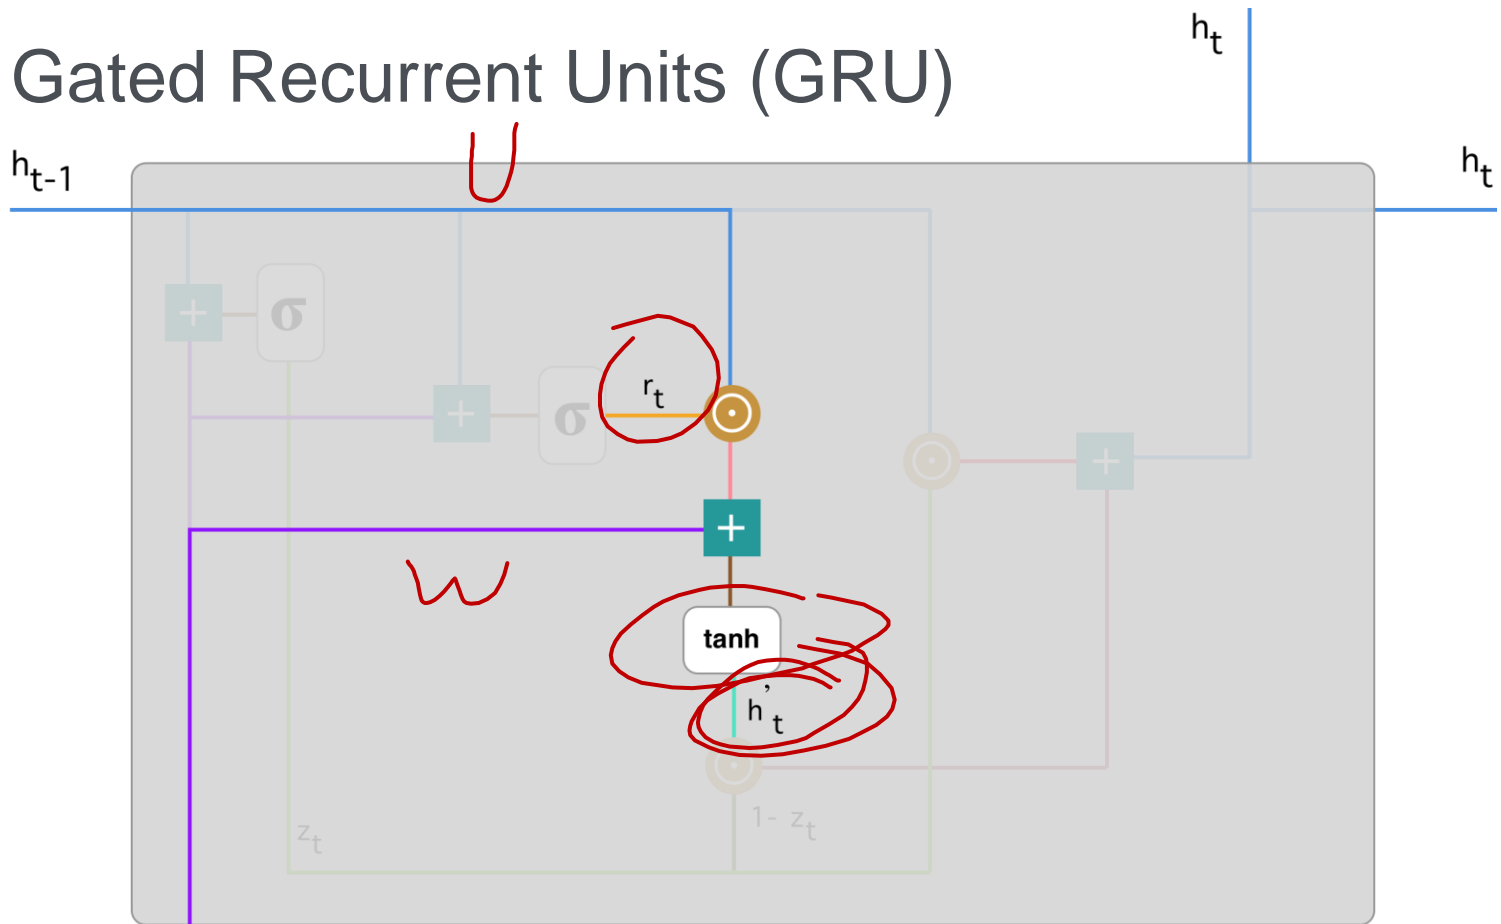 h_t
Gated Recurrent Units (GRU)
U
h_t-1
h_t
+
σ
r_t
+
σ
+
+
W
tanh
h'_t
1- z_t
z_t